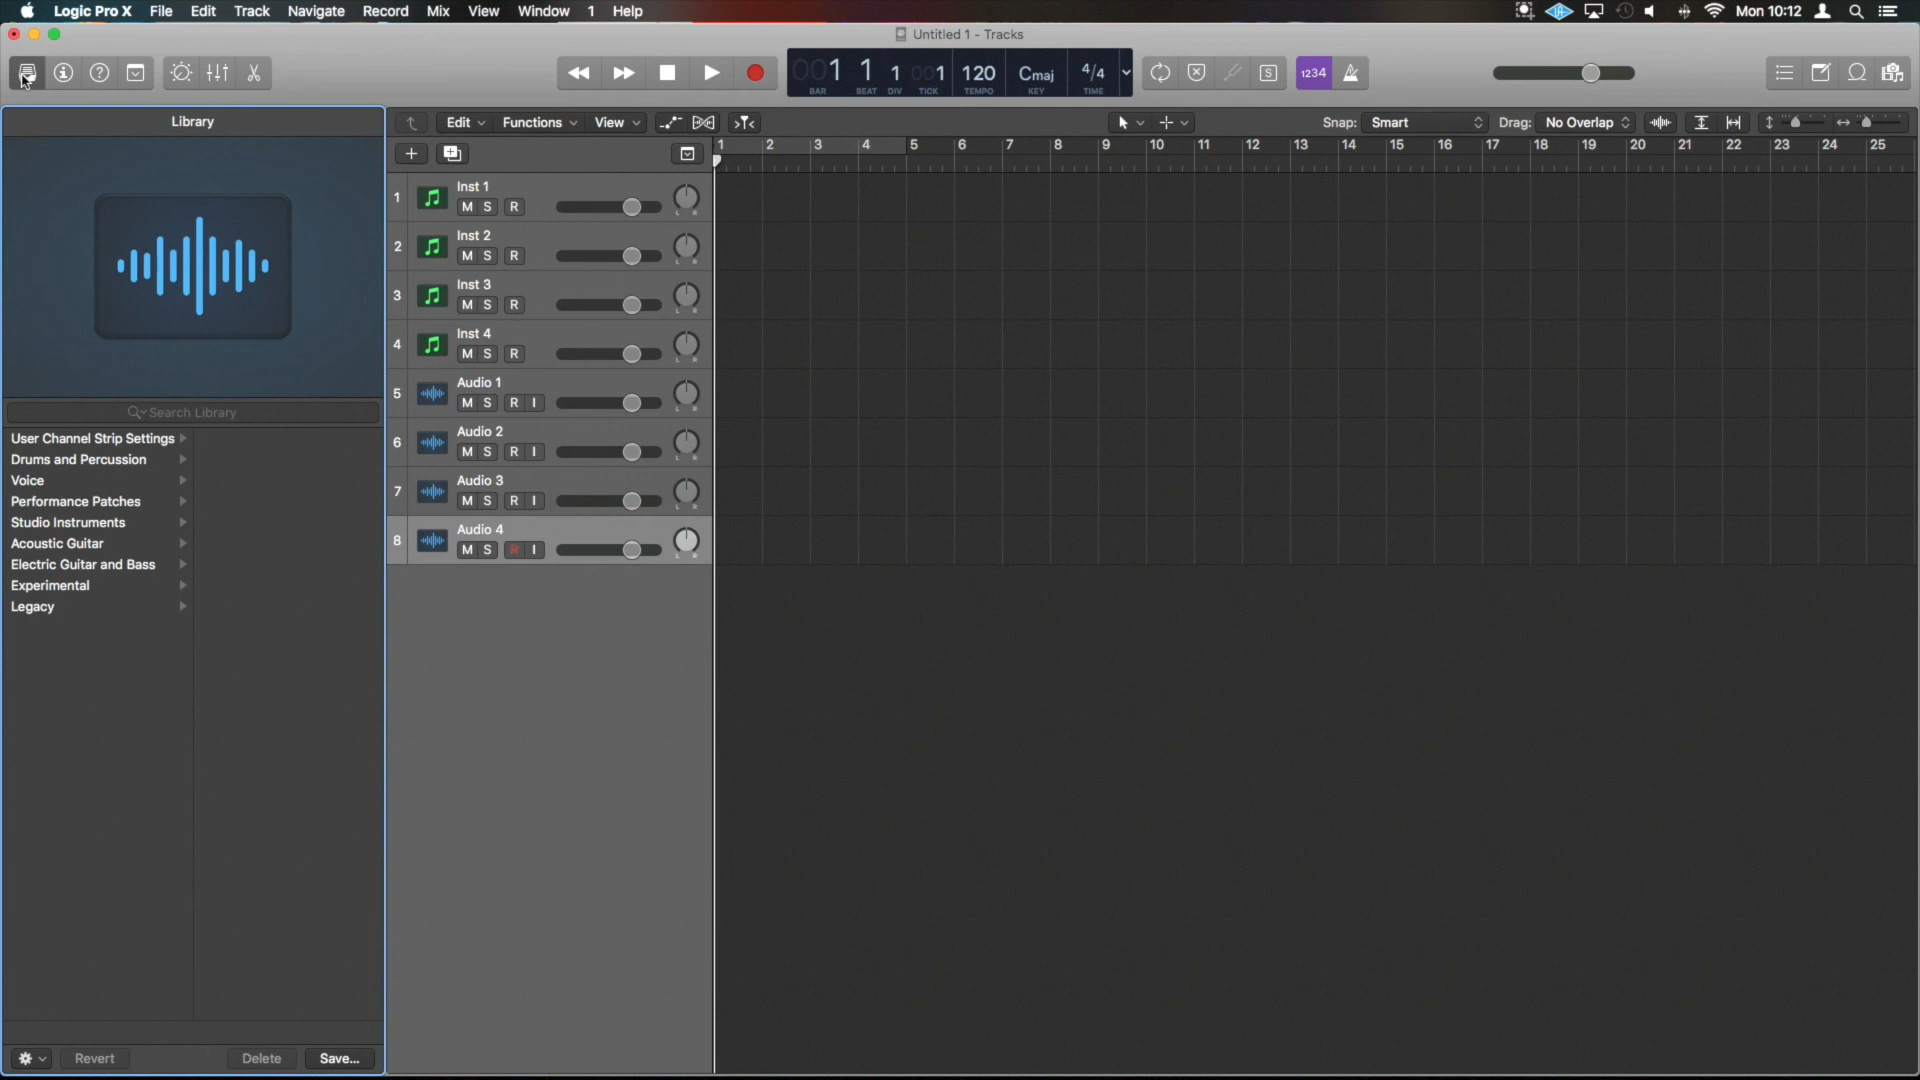 Logic Pro X File Edit Track Navigate Record Mix View Window 1 Help Mon 10:12
Untitled 1 - Tracks
001 1 1 001 120 Cmaj 4/4 S 1234
BAR BEAT DIV TICK TEMPO KEY TIME
Library
Edit Functions View Snap: Smart Drag: No Overlap
1 2 3 4 5 6 7 8 9 10 11 12 13 14 15 16 17 18 19 20 21 22 23 24 25
1 Inst 1
M S R L R
2 Inst 2
M S R L R
3 Inst 3
M S R L R
4 Inst 4
M S R L R
5 Audio 1
M S R I L R
6 Audio 2
M S R I L R
7 Audio 3
M S R I L R
8 Audio 4
M S R I L R
Search Library
User Channel Strip Settings
Drums and Percussion
Voice
Performance Patches
Studio Instruments
Acoustic Guitar
Electric Guitar and Bass
Experimental
Legacy
Revert Delete Save...